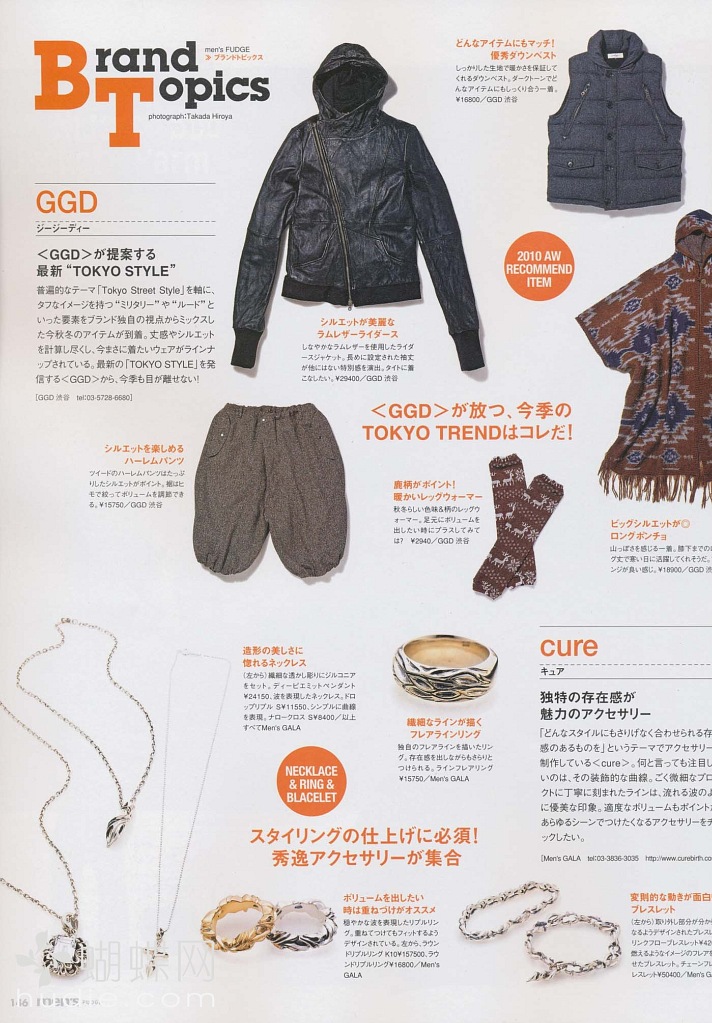 Brand
Topics
men's FUDGE
≫ ブランドトピックス
photograph:Takada Hiroya
GGD
ジージーディー
＜GGD＞が提案する
最新 “TOKYO STYLE”
普遍的なテーマ「Tokyo Street Style」を軸に、
タフなイメージを持つ“ミリタリー”や“ルード”と
いった要素をブランド独自の視点からミックスし
た今秋冬のアイテムが到着。丈感やシルエット
を計算し尽くし、今まさに着たいウェアがラインナ
ップされている。最新の「TOKYO STYLE」を発
信する＜GGD＞から、今季も目が離せない!
[GGD 渋谷　tel:03-5728-6680]
どんなアイテムにもマッチ!
優秀ダウンベスト
しっかりした生地で暖かさを保証して
くれるダウンベスト。ダークトーンでど
んなアイテムにもしっくり合う一着。
¥16800／GGD 渋谷
2010 AW
RECOMMEND
ITEM
シルエットが美麗な
ラムレザーライダース
しなやかなラムレザーを使用したライダ
ースジャケット。長めに設定された袖丈
が他にはない特別感を演出。タイトに着
こなしたい。¥29400／GGD 渋谷
＜GGD＞が放つ、今季の
TOKYO TRENDはコレだ!
シルエットを楽しめる
ハーレムパンツ
ツイードのハーレムパンツはたっぷ
りしたシルエットがポイント。裾はヒ
モで絞ってボリュームを調節でき
る。¥15750／GGD 渋谷
鹿柄がポイント!
暖かいレッグウォーマー
秋冬らしい色味&柄のレッグウ
ォーマー。足元にボリュームを
出したい時にプラスしてみて
は?　¥2940／GGD 渋谷
ビッグシルエットが◎
ロングポンチョ
山っぽさを感じる一着。膝下までの
グ丈で寒い日に活躍してくれそうだ。
ンジが良い感じ。¥18900／GGD 渋
造形の美しさに
惚れるネックレス
(左から)繊細な透かし彫りにジルコニア
をセット。ディービエミットペンダント
¥24150、波を表現したネックレス。ドロ
ップリプル S¥11550、シンプルに曲線
を表現。ナロークロス S¥8400／以上
すべてMen's GALA
繊細なラインが描く
フレアラインリング
独自のフレアラインを描いたリン
グ。存在感を出しながらもさらりと
つけられる。ラインフレアリング
¥15750／Men's GALA
cure
キュア
独特の存在感が
魅力のアクセサリー
「どんなスタイルにもさりげなく合わせられる存
感のあるものを」というテーマでアクセサリー
制作している＜cure＞。何と言っても注目し
いのは、その装飾的な曲線。ごく微細なプロ
クトに丁寧に刻まれたラインは、流れる波のよ
に優美な印象。適度なボリュームもポイント
あらゆるシーンでつけたくなるアクセサリーをチ
ックしたい。
[Men's GALA　tel:03-3836-3035　http://www.curebirth.com
NECKLACE
& RING &
BLACELET
スタイリングの仕上げに必須!
秀逸アクセサリーが集合
ボリュームを出したい
時は重ねづけがオススメ
穏やかな波を表現したリプルリン
グ。重ねてつけてもフィットするよう
デザインされている。左から、ラウン
ドリプルリング K10¥157500、ラウ
ンドリプルリング¥16800／Men's
GALA
変則的な動きが面白
ブレスレット
(左から)取り外し部分が分か
なるようデザインされたブレス
リンクフローブレスレット¥42
燃えるようなイメージのフレアを
せたブレスレット。チェーンフ
レスレット¥50400／Men's G
146 men's FUDGE
蝴蝶网